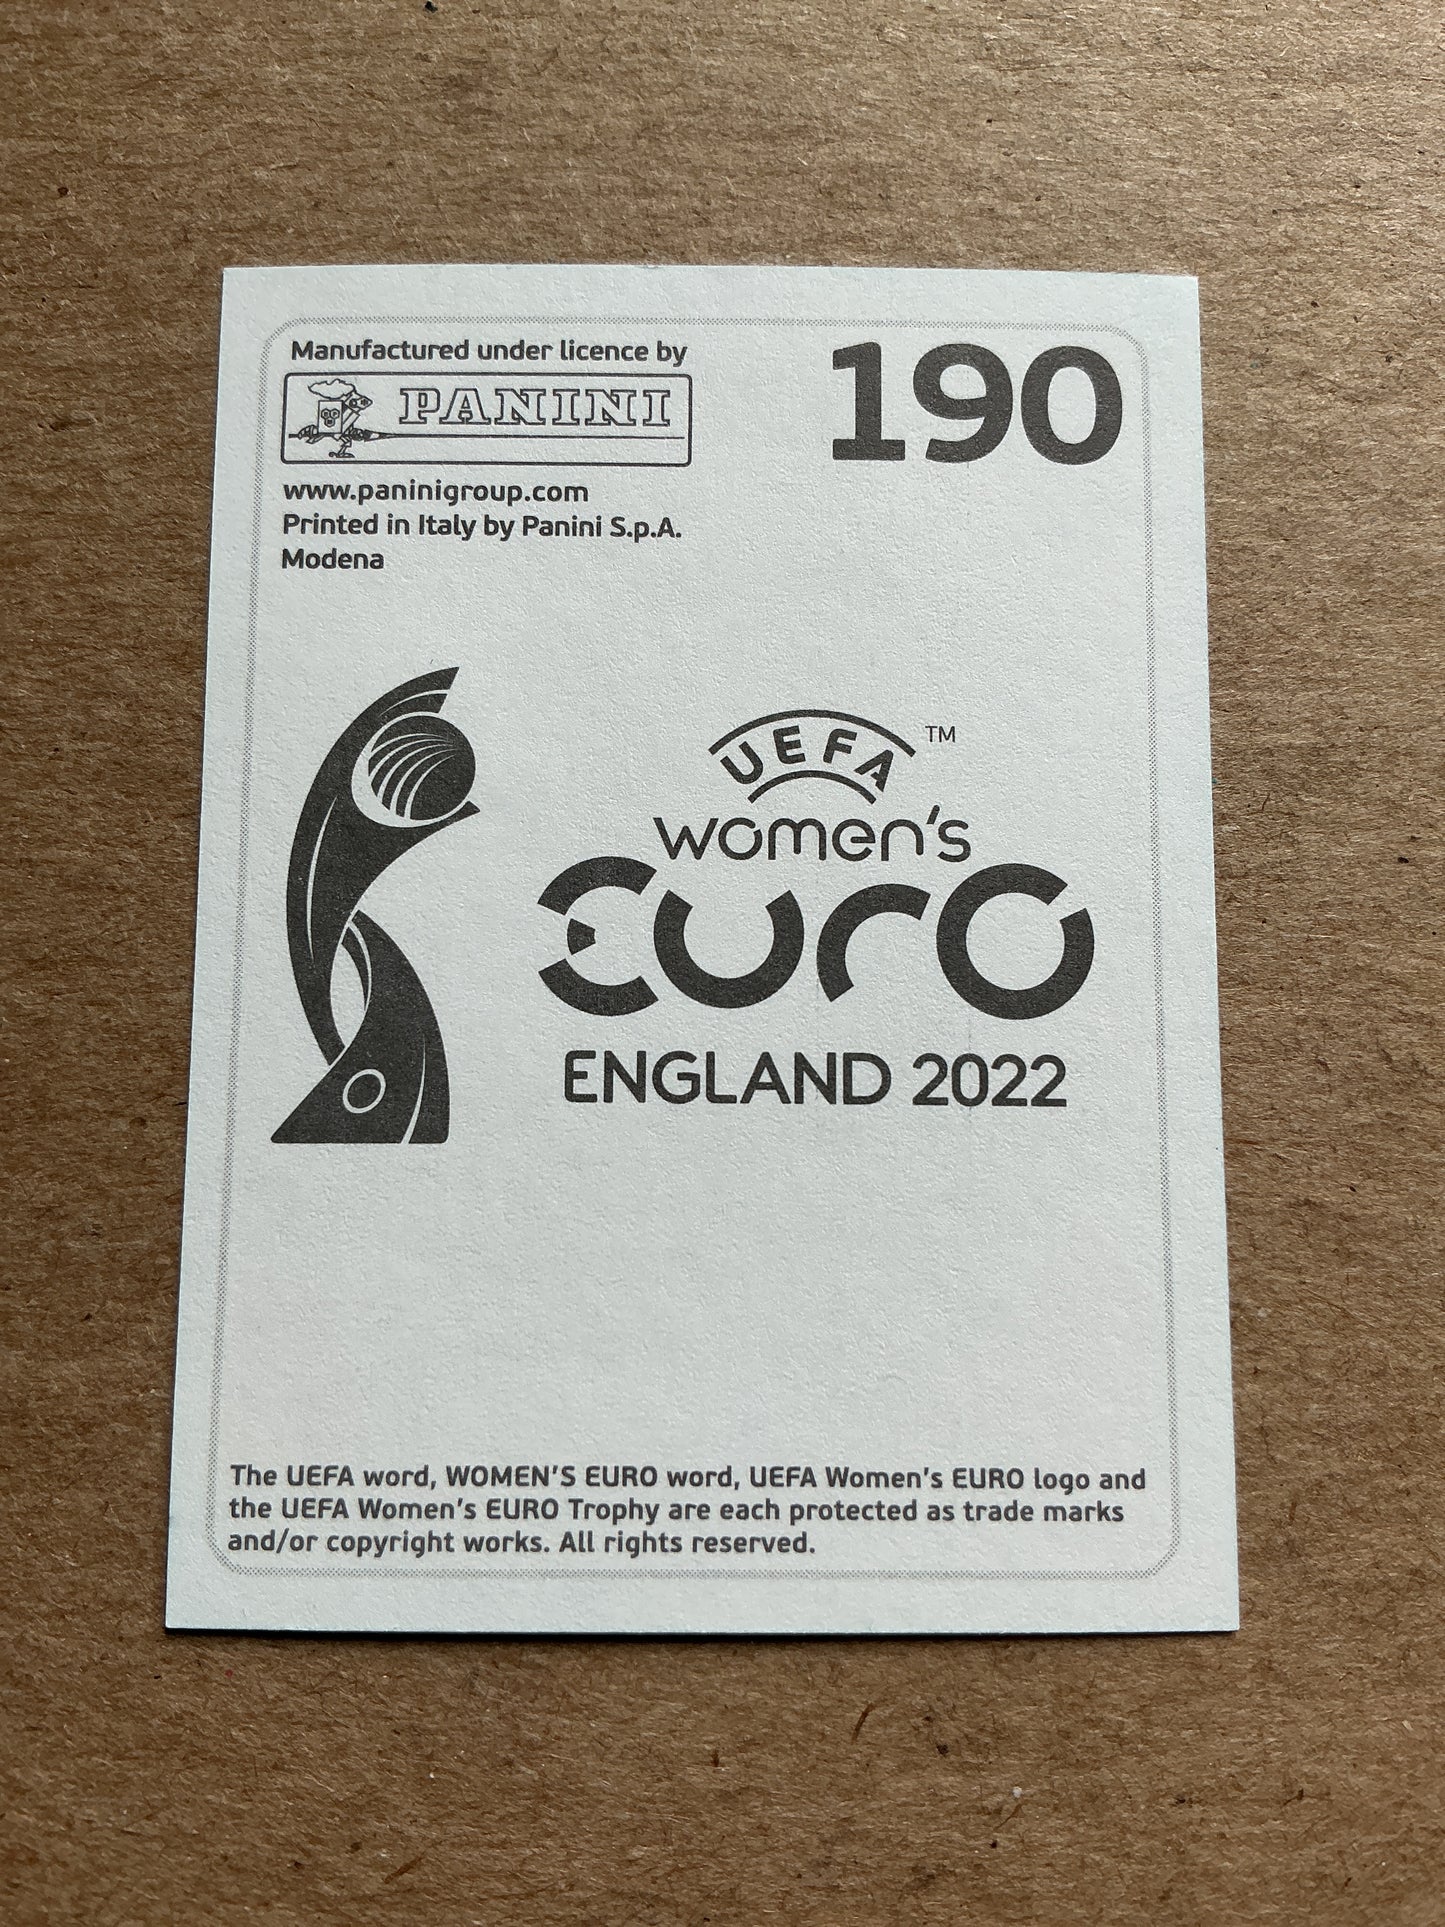 Manufactured under licence by
PANINI
190
www.paninigroup.com
Printed in Italy by Panini S.p.A.
Modena
UEFA TM
women's
EURO
ENGLAND 2022
The UEFA word, WOMEN'S EURO word, UEFA Women's EURO logo and
the UEFA Women's EURO Trophy are each protected as trade marks
and/or copyright works. All rights reserved.